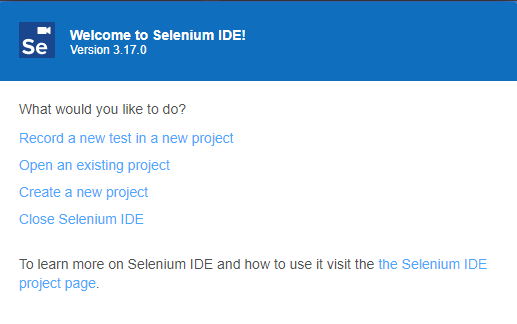 Se
Welcome to Selenium IDE!
Version 3.17.0
What would you like to do?
Record a new test in a new project
Open an existing project
Create a new project
Close Selenium IDE
To learn more on Selenium IDE and how to use it visit the the Selenium IDE
project page.